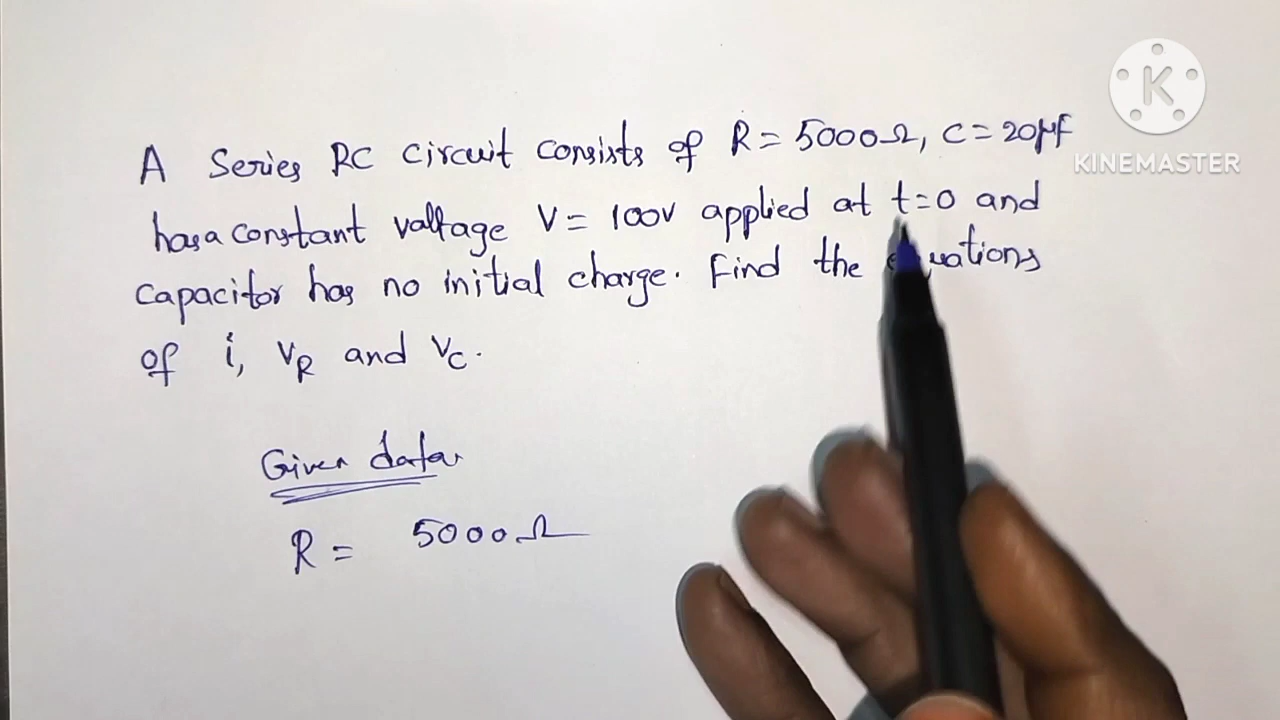 K
KINEMASTER
A Series RC circuit consists of R = 5000Ω, C = 20μF
has a constant voltage V = 100V applied at t=0 and
capacitor has no initial charge. Find the
of i, VR and VC.
Given data
R = 5000Ω